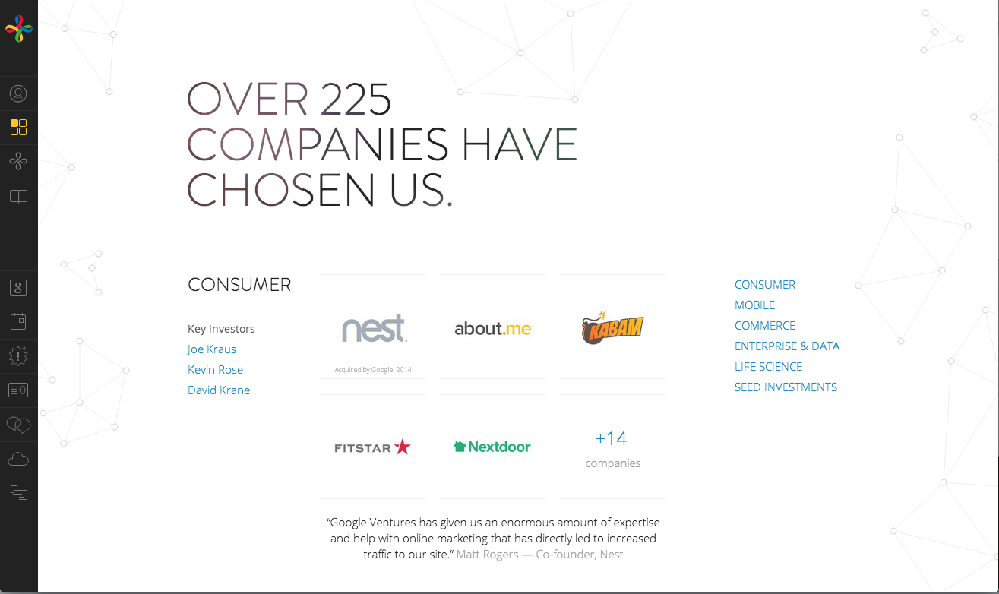 OVER 225
COMPANIES HAVE
CHOSEN US.
CONSUMER
Key Investors
Joe Kraus
Kevin Rose
David Krane
nest
Acquired by Google, 2014
about.me
KABAM
FITSTAR
Nextdoor
+14
companies
“Google Ventures has given us an enormous amount of expertise
and help with online marketing that has directly led to increased
traffic to our site.” Matt Rogers — Co-founder, Nest
CONSUMER
MOBILE
COMMERCE
ENTERPRISE & DATA
LIFE SCIENCE
SEED INVESTMENTS
g